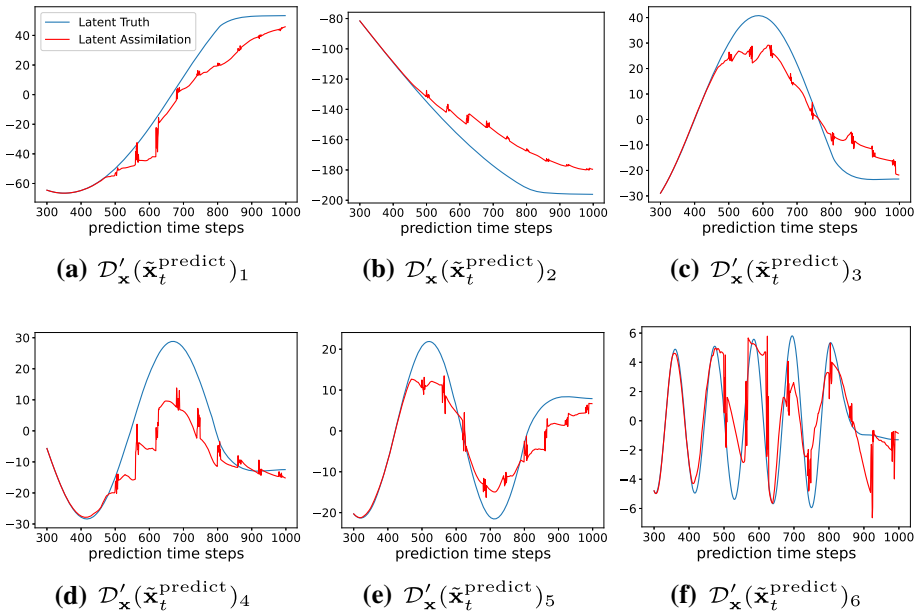 Latent Truth
Latent Assimilation
40
20
0
−20
−40
−60
300 400 500 600 700 800 900 1000
prediction time steps
(a) 𝒟′ₓ(x̃ₜᵖʳᵉᵈⁱᶜᵗ)₁
−80
−100
−120
−140
−160
−180
−200
300 400 500 600 700 800 900 1000
prediction time steps
(b) 𝒟′ₓ(x̃ₜᵖʳᵉᵈⁱᶜᵗ)₂
40
30
20
10
0
−10
−20
−30
300 400 500 600 700 800 900 1000
prediction time steps
(c) 𝒟′ₓ(x̃ₜᵖʳᵉᵈⁱᶜᵗ)₃
30
20
10
0
−10
−20
−30
300 400 500 600 700 800 900 1000
prediction time steps
(d) 𝒟′ₓ(x̃ₜᵖʳᵉᵈⁱᶜᵗ)₄
20
10
0
−10
−20
300 400 500 600 700 800 900 1000
prediction time steps
(e) 𝒟′ₓ(x̃ₜᵖʳᵉᵈⁱᶜᵗ)₅
6
4
2
0
−2
−4
−6
300 400 500 600 700 800 900 1000
prediction time steps
(f) 𝒟′ₓ(x̃ₜᵖʳᵉᵈⁱᶜᵗ)₆